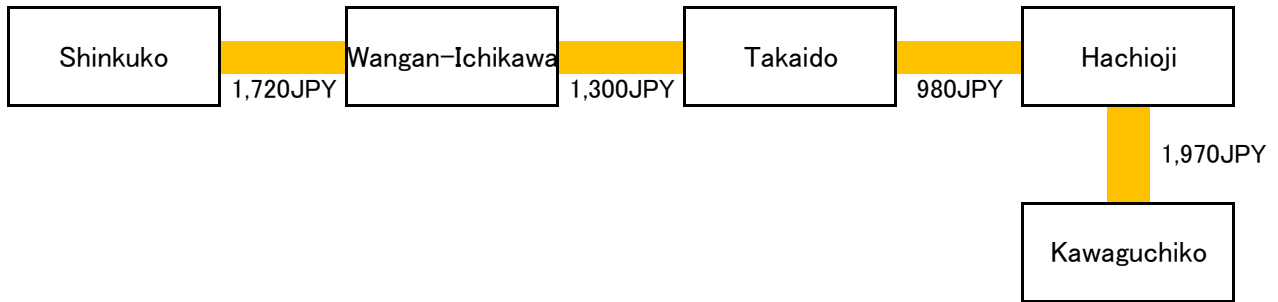 Shinkuko
Wangan-Ichikawa
Takaido
Hachioji
1,720JPY
1,300JPY
980JPY
1,970JPY
Kawaguchiko